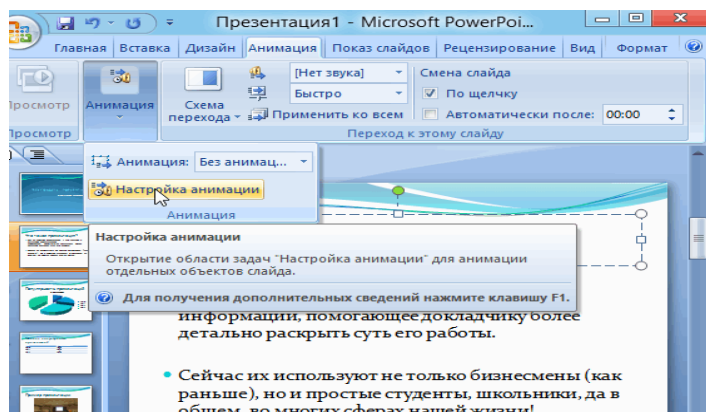 Презентация1 - Microsoft PowerPoi...
Главная Вставка Дизайн Анимация Показ слайдов Рецензирование Вид Формат
[Нет звука] Смена слайда
Просмотр Анимация Схема перехода Быстро По щелчку
Применить ко всем Автоматически после: 00:00
Просмотр Переход к этому слайду
Анимация: Без анимац...
Настройка анимации
Анимация
Настройка анимации
Открытие области задач "Настройка анимации" для анимации
отдельных объектов слайда.
Для получения дополнительных сведений нажмите клавишу F1.
информации, помогающее докладчику более
детально раскрыть суть его работы.
Сейчас их используют не только бизнесмены (как
раньше), но и простые студенты, школьники, да в
общем, во многих сферах нашей жизни!